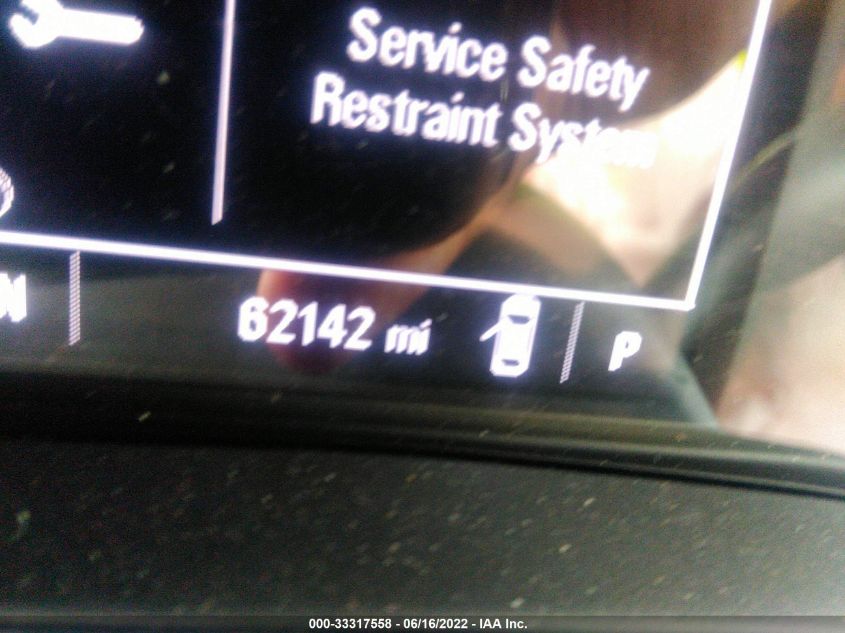 Service Safety
Restraint System
N
62142 mi
P
000-33317558 - 06/16/2022 - IAA Inc.